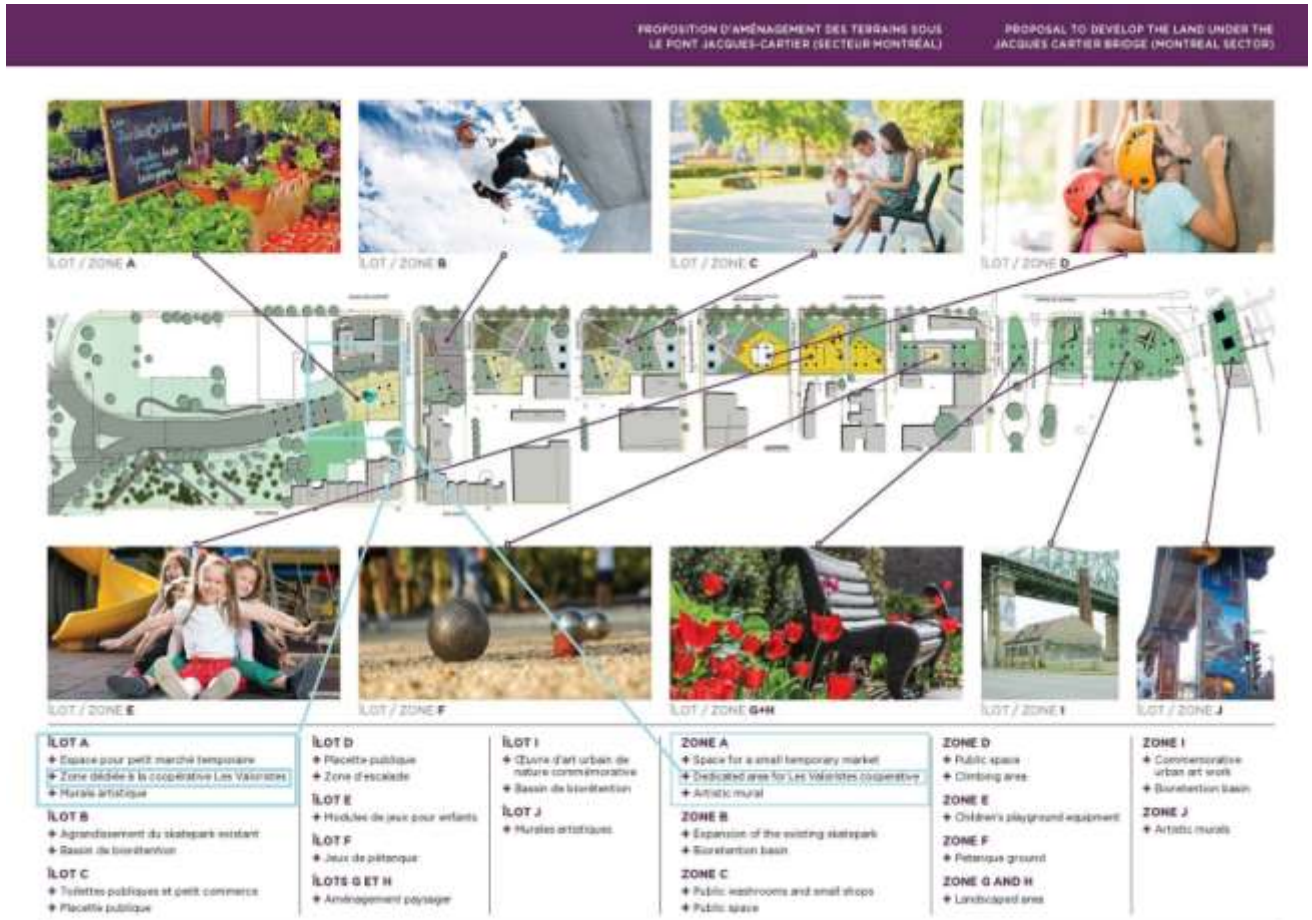 PROPOSITION D'AMÉNAGEMENT DES TERRAINS SOUS
LE PONT JACQUES-CARTIER (SECTEUR MONTRÉAL)
PROPOSAL TO DEVELOP THE LAND UNDER THE
JACQUES CARTIER BRIDGE (MONTREAL SECTOR)
ÎLOT / ZONE A
ÎLOT / ZONE B
ÎLOT / ZONE C
ÎLOT / ZONE D
ÎLOT / ZONE E
ÎLOT / ZONE F
ÎLOT / ZONE G+H
ÎLOT / ZONE I
ÎLOT / ZONE J
ÎLOT A
+ Espace pour petit marché temporaire
+ Zone dédiée à la coopérative Les Valoristes
+ Murale artistique
ÎLOT B
+ Agrandissement du skatepark existant
+ Bassin de biorétention
ÎLOT C
+ Toilettes publiques et petit commerce
+ Placette publique
ÎLOT D
+ Placette publique
+ Zone d'escalade
ÎLOT E
+ Modules de jeux pour enfants
ÎLOT F
+ Jeux de pétanque
ÎLOTS G ET H
+ Aménagement paysager
ÎLOT I
+ Œuvre d'art urbain de
nature commémorative
+ Bassin de biorétention
ÎLOT J
+ Murales artistiques
ZONE A
+ Space for a small temporary market
+ Dedicated area for Les Valoristes cooperative
+ Artistic mural
ZONE B
+ Expansion of the existing skatepark
+ Bioretention basin
ZONE C
+ Public washrooms and small shops
+ Public space
ZONE D
+ Public space
+ Climbing area
ZONE E
+ Children's playground equipment
ZONE F
+ Petanque ground
ZONE G AND H
+ Landscaped area
ZONE I
+ Commemorative
urban art work
+ Bioretention basin
ZONE J
+ Artistic murals